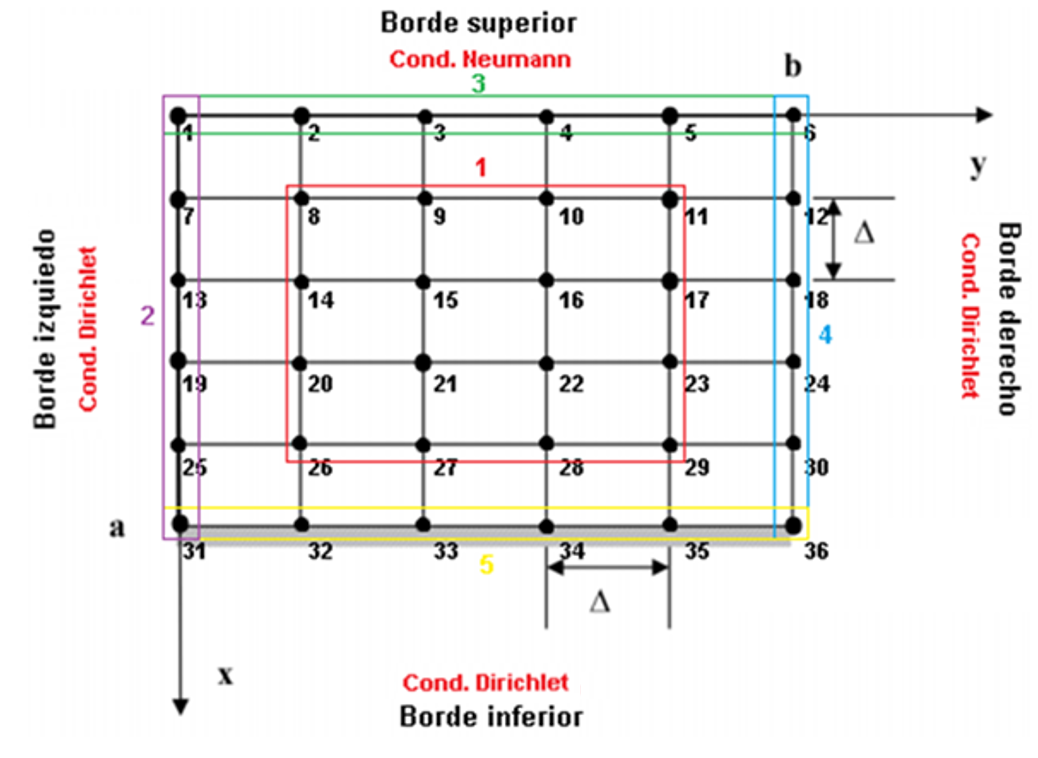 Borde superior
Cond. Neumann
3
b
1 2 3 4 5 6
y
1
7 8 9 10 11 12
Δ
13 14 15 16 17 18
2
4
Borde izquiedo
Cond. Dirichlet
Borde derecho
Cond. Dirichlet
19 20 21 22 23 24
25 26 27 28 29 30
a
31 32 33 34 35 36
5
Δ
x
Cond. Dirichlet
Borde inferior